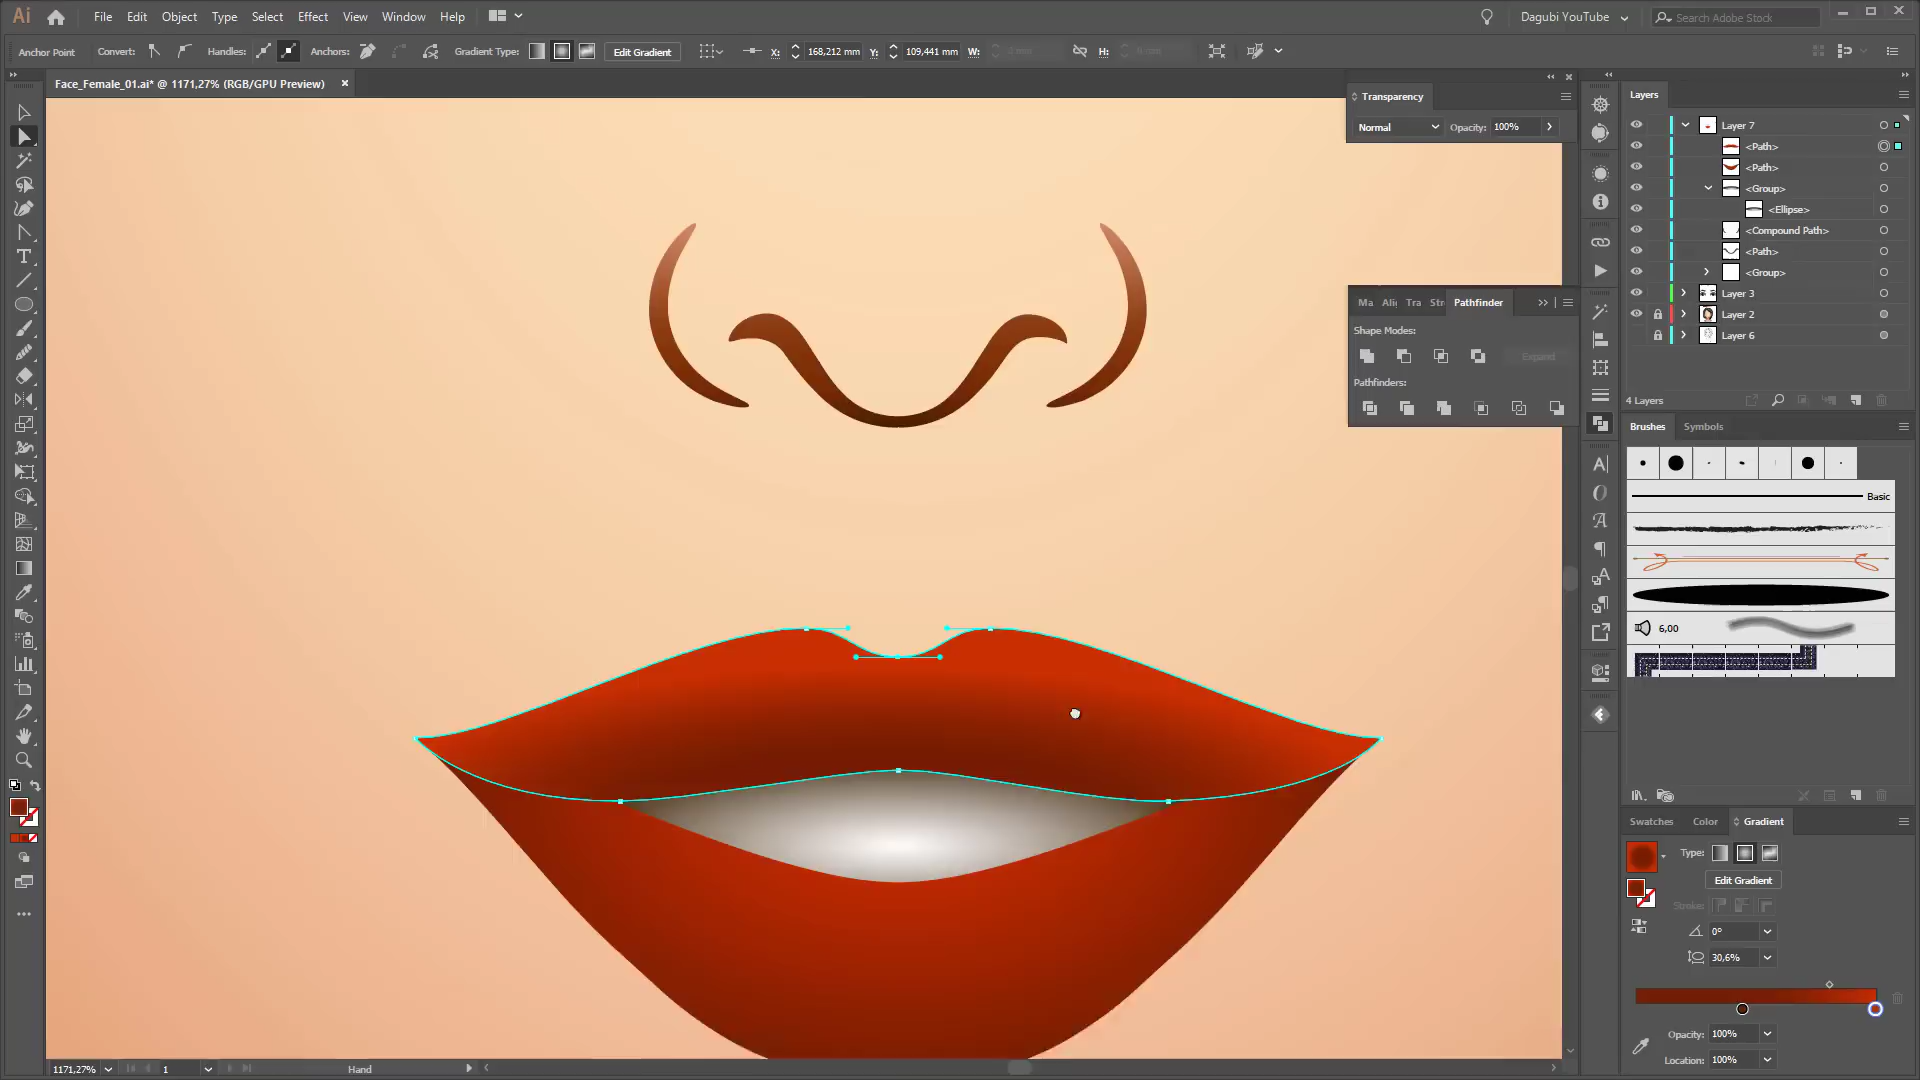 Ai File Edit Object Type Select Effect View Window Help Dagubi YouTube Search Adobe Stock
Anchor Point Convert: Handles: Anchors: Gradient Type: Edit Gradient X: 168,212 mm Y: 109,441 mm W: H:
Face_Female_01.ai* @ 1171,27% (RGB/GPU Preview)
Transparency
Normal Opacity: 100%
Ma Ali Tra Str Pathfinder
Shape Modes:
Expand
Pathfinders:
Layers
Layer 7
<Path>
<Path>
<Group>
<Ellipse>
<Compound Path>
<Path>
<Group>
Layer 3
Layer 2
Layer 6
4 Layers
Brushes Symbols
Basic
6,00
Swatches Color Gradient
Type:
Edit Gradient
Stroke:
0°
30,6%
Opacity: 100%
Location: 100%
1171,27% 1 Hand